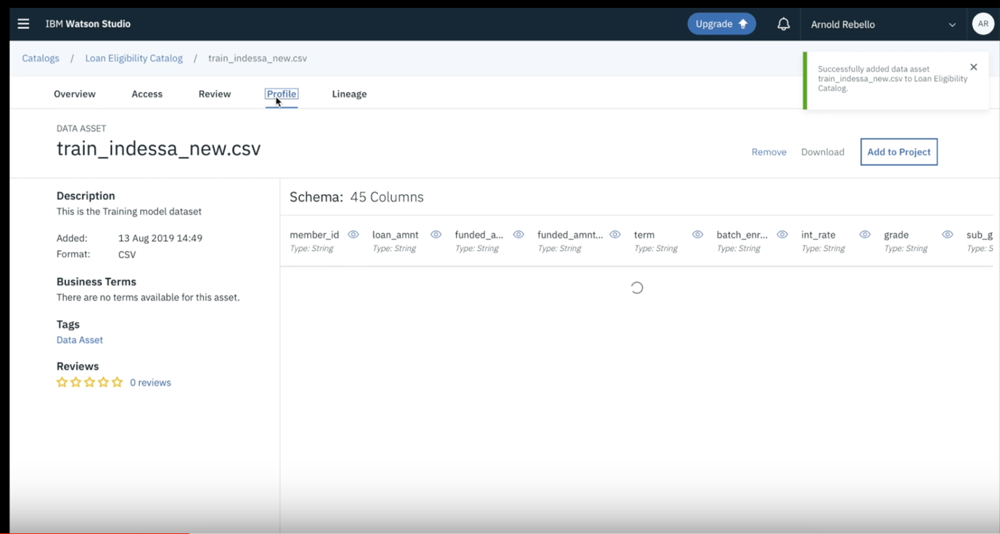 IBM Watson Studio
Upgrade
Arnold Rebello
AR
Catalogs / Loan Eligibility Catalog / train_indessa_new.csv
Successfully added data asset
train_indessa_new.csv to Loan Eligibility
Catalog.
Overview Access Review Profile Lineage
DATA ASSET
train_indessa_new.csv
Remove Download Add to Project
Description
This is the Training model dataset
Added: 13 Aug 2019 14:49
Format: CSV
Business Terms
There are no terms available for this asset.
Tags
Data Asset
Reviews
0 reviews
Schema: 45 Columns
member_id loan_amnt funded_a... funded_amnt... term batch_enr... int_rate grade sub_g
Type: String Type: String Type: String Type: String Type: String Type: String Type: String Type: String Type: S